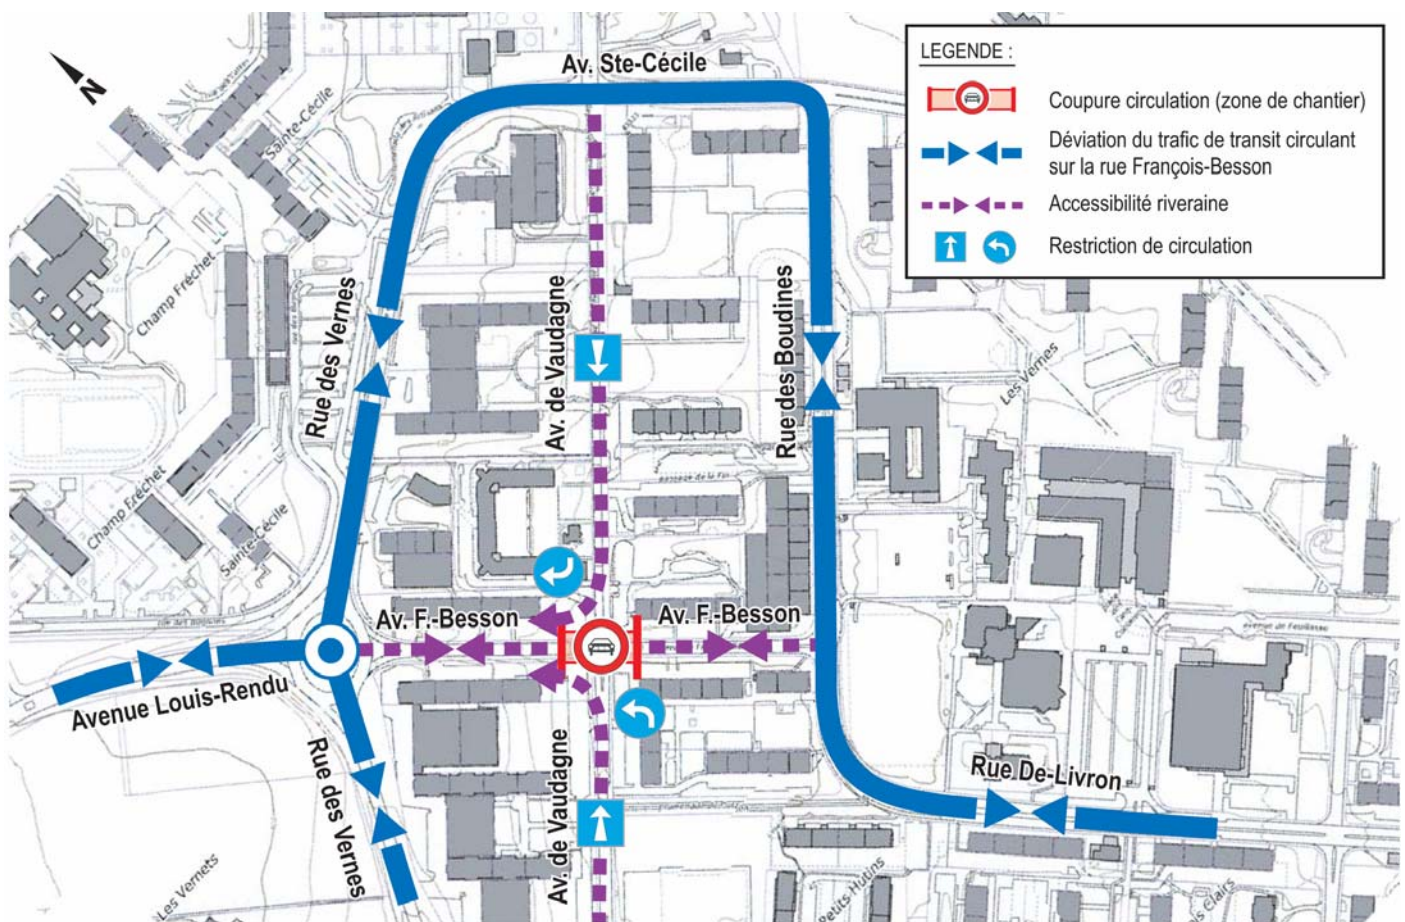 N
Av. Ste-Cécile
LEGENDE :
Coupure circulation (zone de chantier)
Déviation du trafic de transit circulant
sur la rue François-Besson
Accessibilité riveraine
Restriction de circulation
Sainte-Cécile
Champ Fréchet
Rue des Vernes
Av. de Vaudagne
Rue des Boudines
Les Vernes
Champ Fréchet
Sainte-Cécile
Av. F.-Besson
Av. F.-Besson
Avenue Louis-Rendu
Rue des Vernes
Av. de Vaudagne
Rue De-Livron
Les Vernets
Petits Hutins